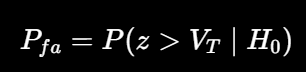 P_{fa} = P(z > V_T | H_0)